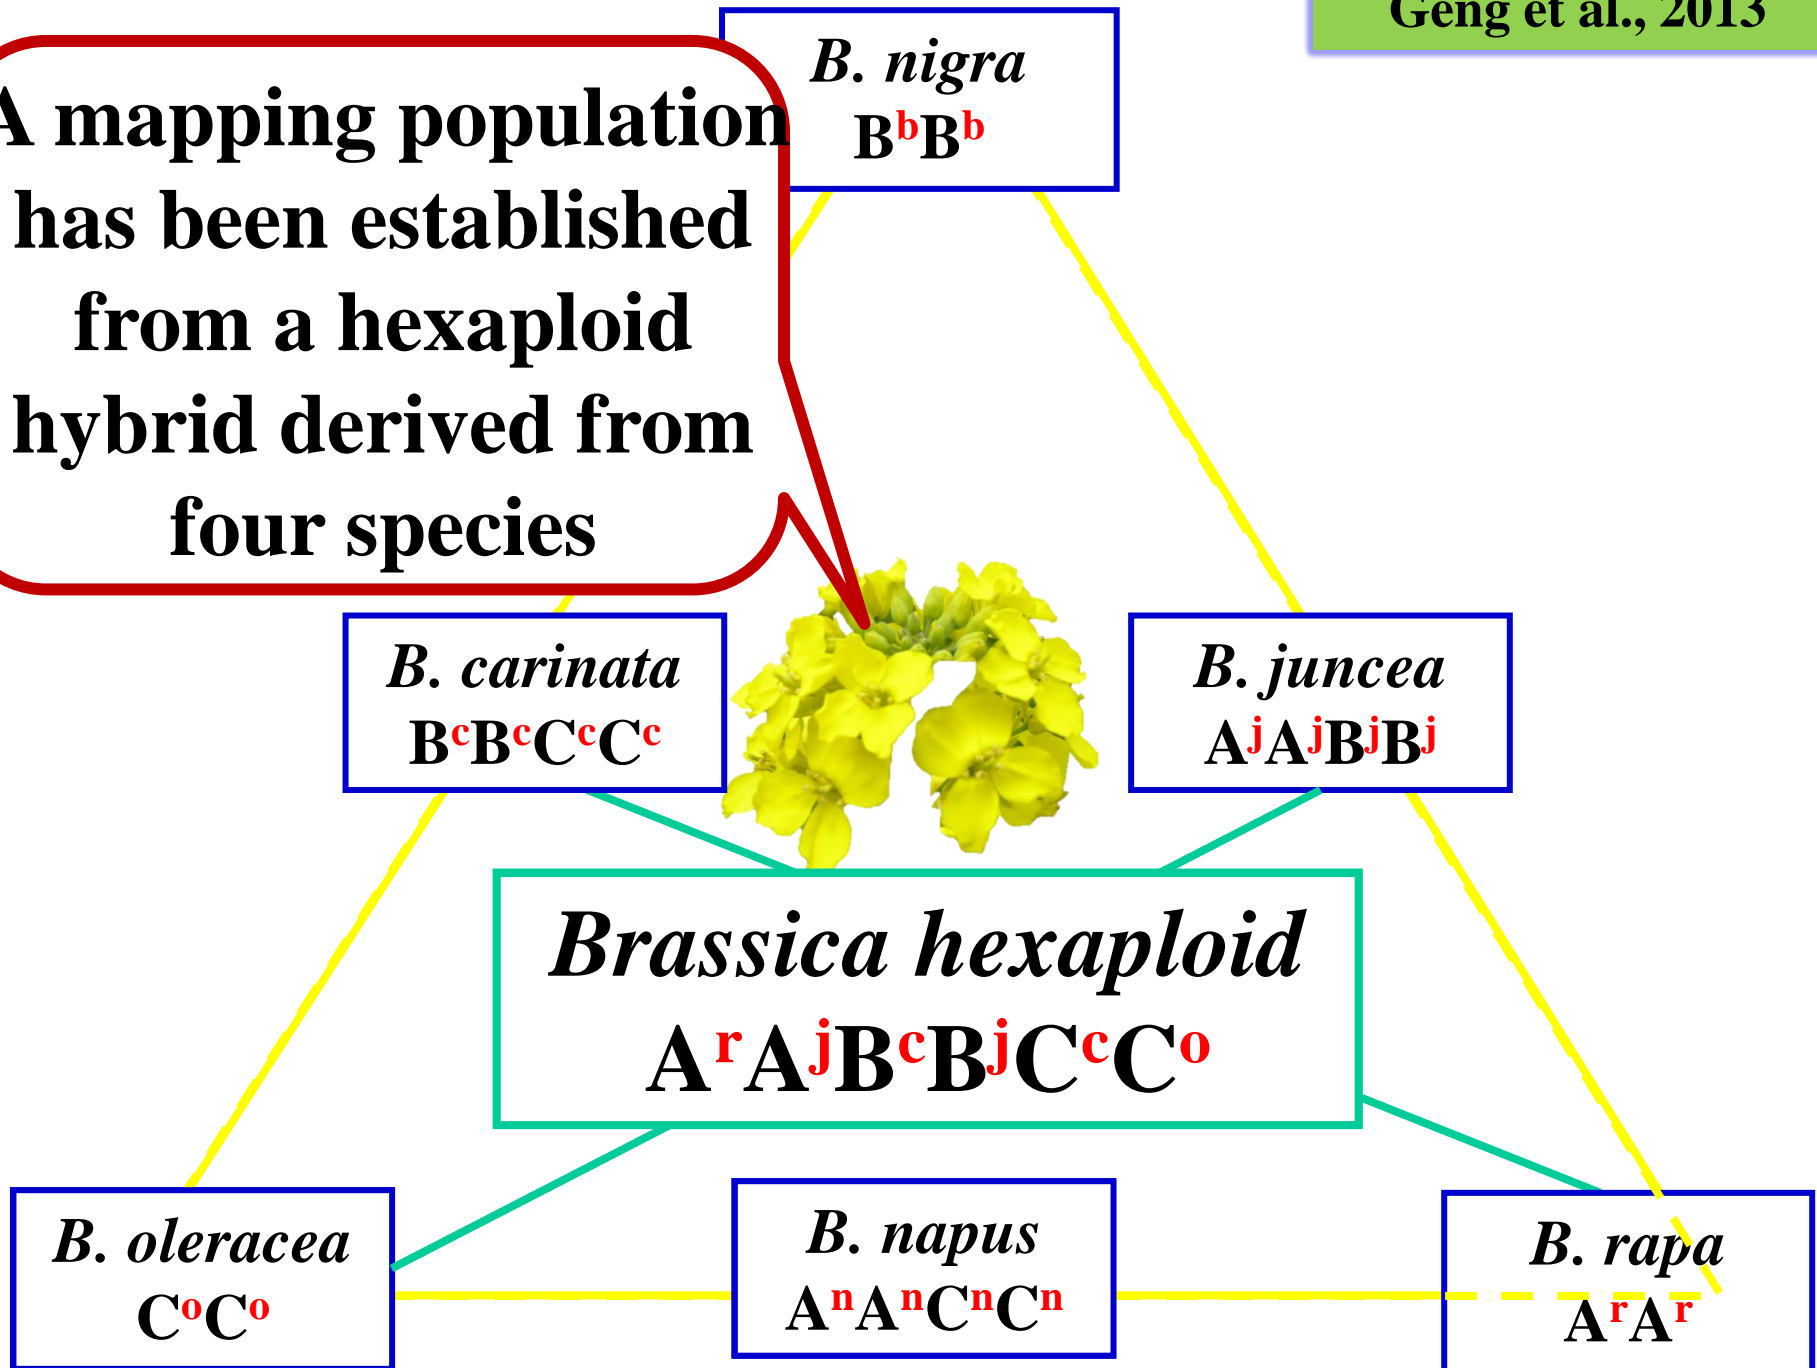 Geng et al., 2013
B. nigra
BᵇBᵇ
A mapping population
has been established
from a hexaploid
hybrid derived from
four species
B. carinata
BᶜBᶜCᶜCᶜ
B. juncea
AʲAʲBʲBʲ
Brassica hexaploid
AʳAʲBᶜBʲCᶜCᵒ
B. oleracea
CᵒCᵒ
B. napus
AⁿAⁿCⁿCⁿ
B. rapa
AʳAʳ